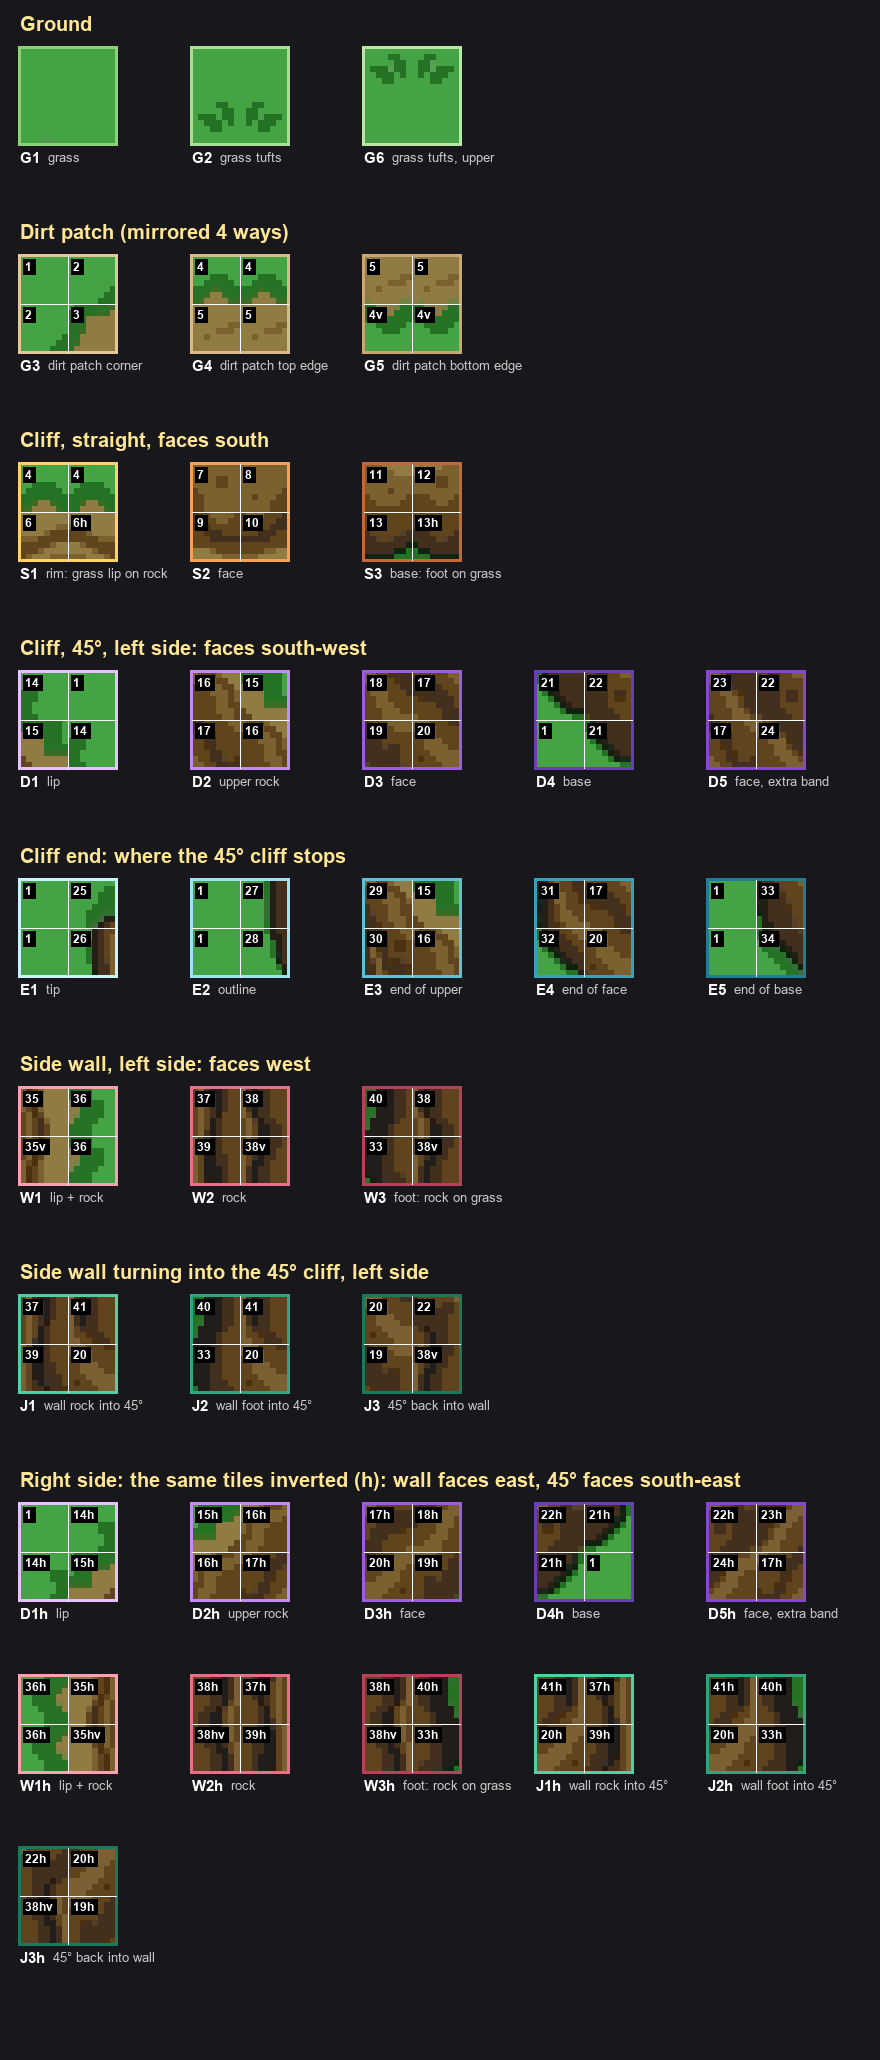 Ground
G1 grass
G2 grass tufts
G6 grass tufts, upper
Dirt patch (mirrored 4 ways)
1 2 4 4 5 5
2 3 5 5 4v 4v
G3 dirt patch corner
G4 dirt patch top edge
G5 dirt patch bottom edge
Cliff, straight, faces south
4 4 7 8 11 12
6 6h 9 10 13 13h
S1 rim: grass lip on rock
S2 face
S3 base: foot on grass
Cliff, 45°, left side: faces south-west
14 1 16 15 18 17 21 22 23 22
15 14 17 16 19 20 1 21 17 24
D1 lip
D2 upper rock
D3 face
D4 base
D5 face, extra band
Cliff end: where the 45° cliff stops
1 25 1 27 29 15 31 17 1 33
1 26 1 28 30 16 32 20 1 34
E1 tip
E2 outline
E3 end of upper
E4 end of face
E5 end of base
Side wall, left side: faces west
35 36 37 38 40 38
35v 36 39 38v 33 38v
W1 lip + rock
W2 rock
W3 foot: rock on grass
Side wall turning into the 45° cliff, left side
37 41 40 41 20 22
39 20 33 20 19 38v
J1 wall rock into 45°
J2 wall foot into 45°
J3 45° back into wall
Right side: the same tiles inverted (h): wall faces east, 45° faces south-east
1 14h 15h 16h 17h 18h 22h 21h 22h 23h
14h 15h 16h 17h 20h 19h 21h 1 24h 17h
D1h lip
D2h upper rock
D3h face
D4h base
D5h face, extra band
36h 35h 38h 37h 38h 40h 41h 37h 41h 40h
36h 35hv 38hv 39h 38hv 33h 20h 39h 20h 33h
W1h lip + rock
W2h rock
W3h foot: rock on grass
J1h wall rock into 45°
J2h wall foot into 45°
22h 20h
38hv 19h
J3h 45° back into wall